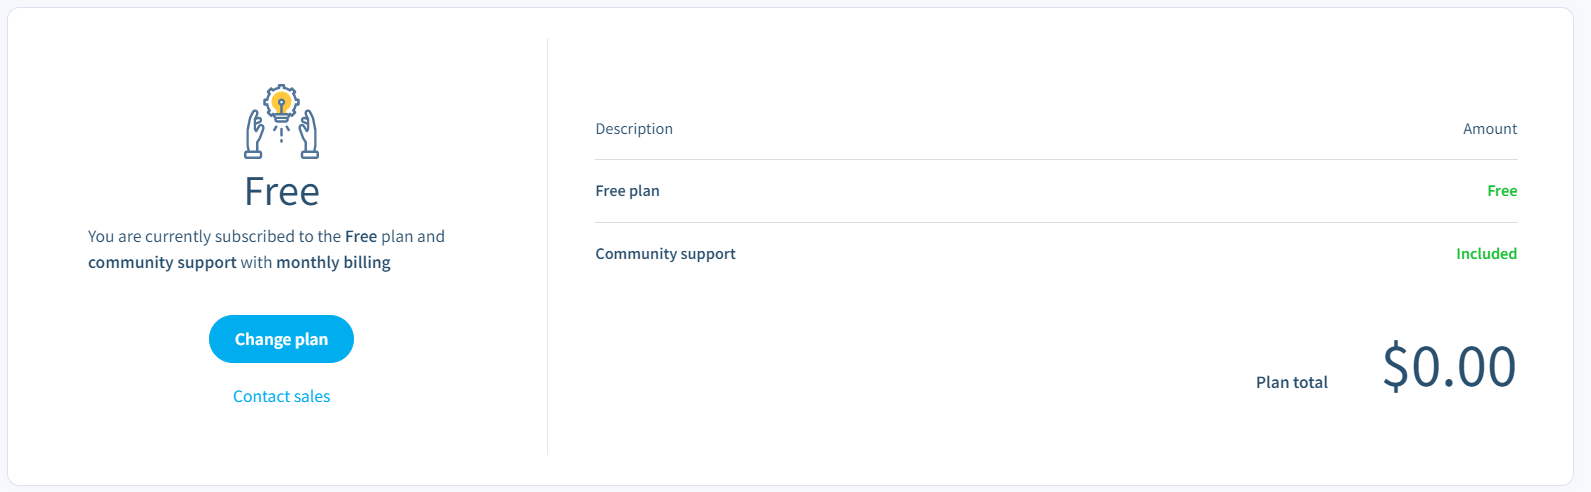 Free
You are currently subscribed to the Free plan and
community support with monthly billing
Change plan
Contact sales
Description Amount
Free plan Free
Community support Included
Plan total $0.00